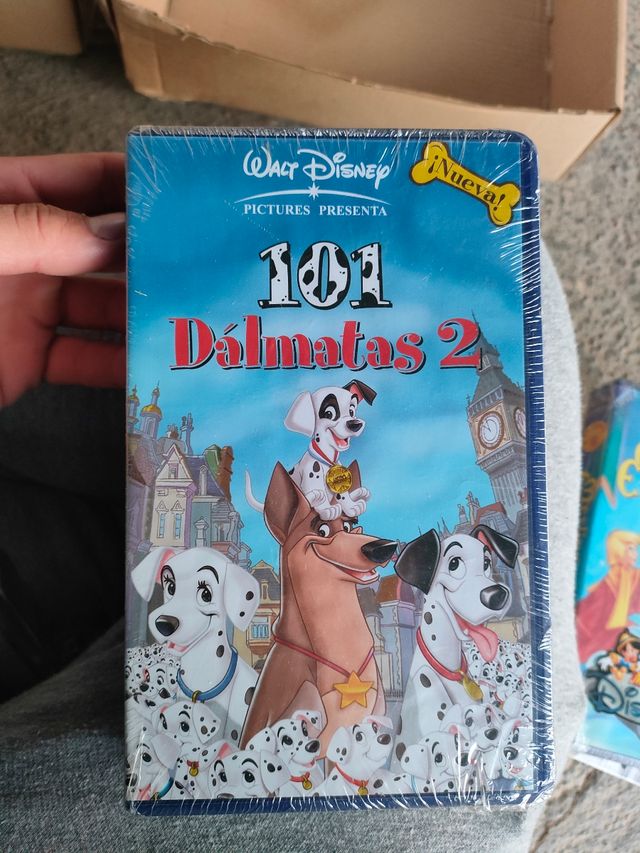 WALT DISNEY
PICTURES PRESENTA
¡Nueva!
101
Dálmatas 2